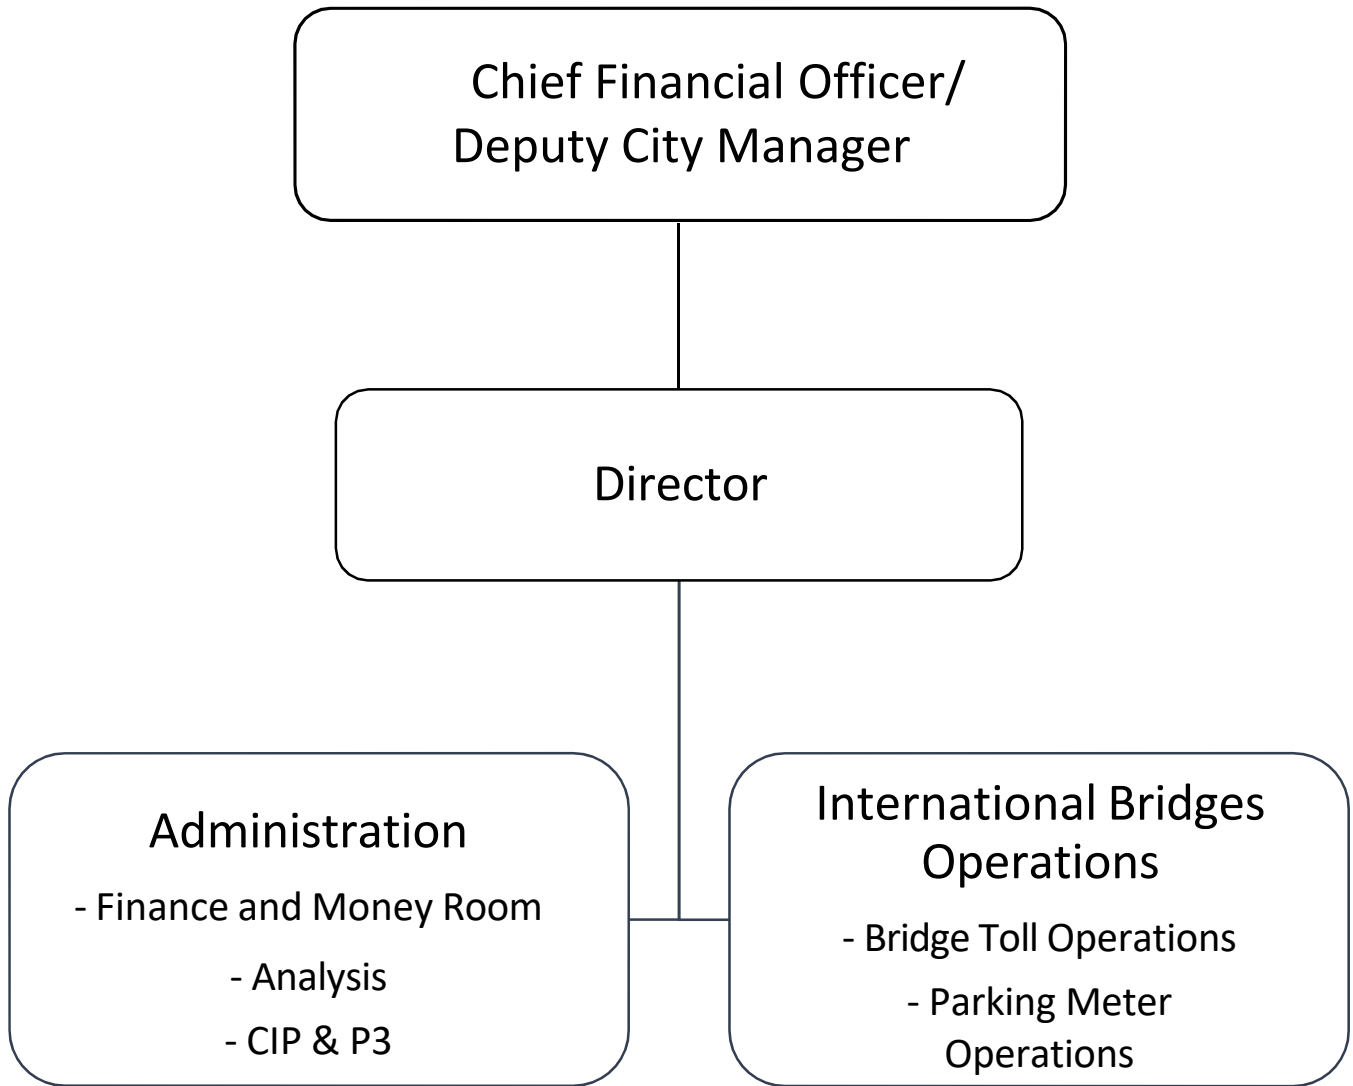 Chief Financial Officer/
Deputy City Manager
Director
Administration
- Finance and Money Room
- Analysis
- CIP & P3
International Bridges
Operations
- Bridge Toll Operations
- Parking Meter
Operations